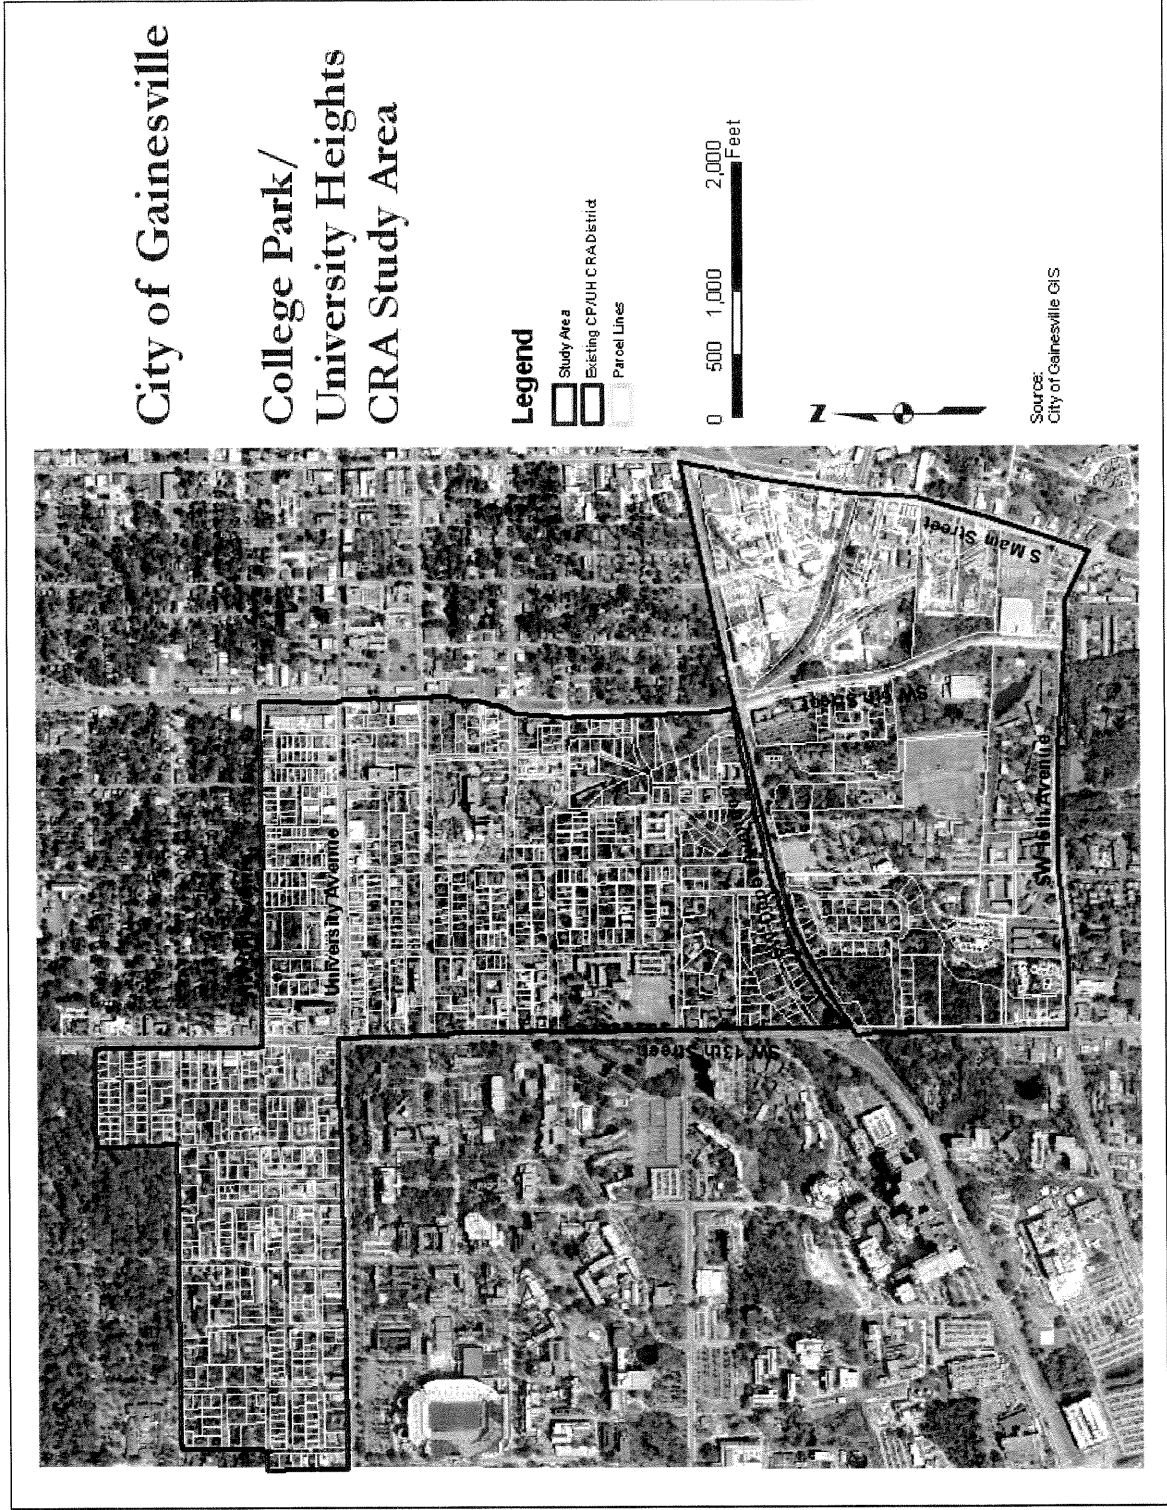 City of Gainesville
College Park/
University Heights
CRA Study Area
Legend
Study Area
Existing CP/UH CRA District
Parcel Lines
0 500 1,000 2,000
Feet
N
Source:
City of Gainesville GIS
University Avenue
SW 13th Street
S Main Street
SW 16th Avenue